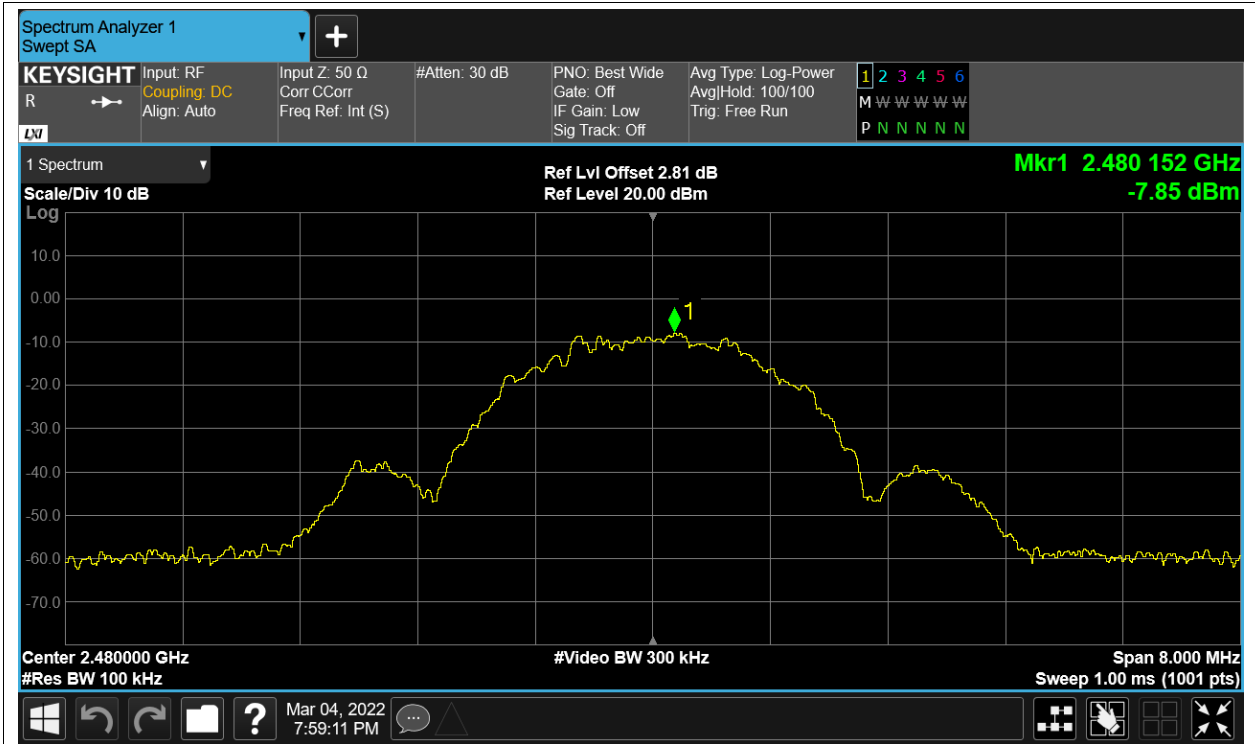 Spectrum Analyzer 1
Swept SA
+
KEYSIGHT
R
LXI
Input: RF
Coupling: DC
Align: Auto
Input Z: 50 Ω
Corr CCorr
Freq Ref: Int (S)
#Atten: 30 dB
PNO: Best Wide
Gate: Off
IF Gain: Low
Sig Track: Off
Avg Type: Log-Power
Avg|Hold: 100/100
Trig: Free Run
1 2 3 4 5 6
M W W W W W
P N N N N N
1 Spectrum
Scale/Div 10 dB
Log
Ref Lvl Offset 2.81 dB
Ref Level 20.00 dBm
Mkr1 2.480 152 GHz
-7.85 dBm
10.0
0.00
-10.0
-20.0
-30.0
-40.0
-50.0
-60.0
-70.0
1
Center 2.480000 GHz
#Res BW 100 kHz
#Video BW 300 kHz
Span 8.000 MHz
Sweep 1.00 ms (1001 pts)
?
Mar 04, 2022
7:59:11 PM